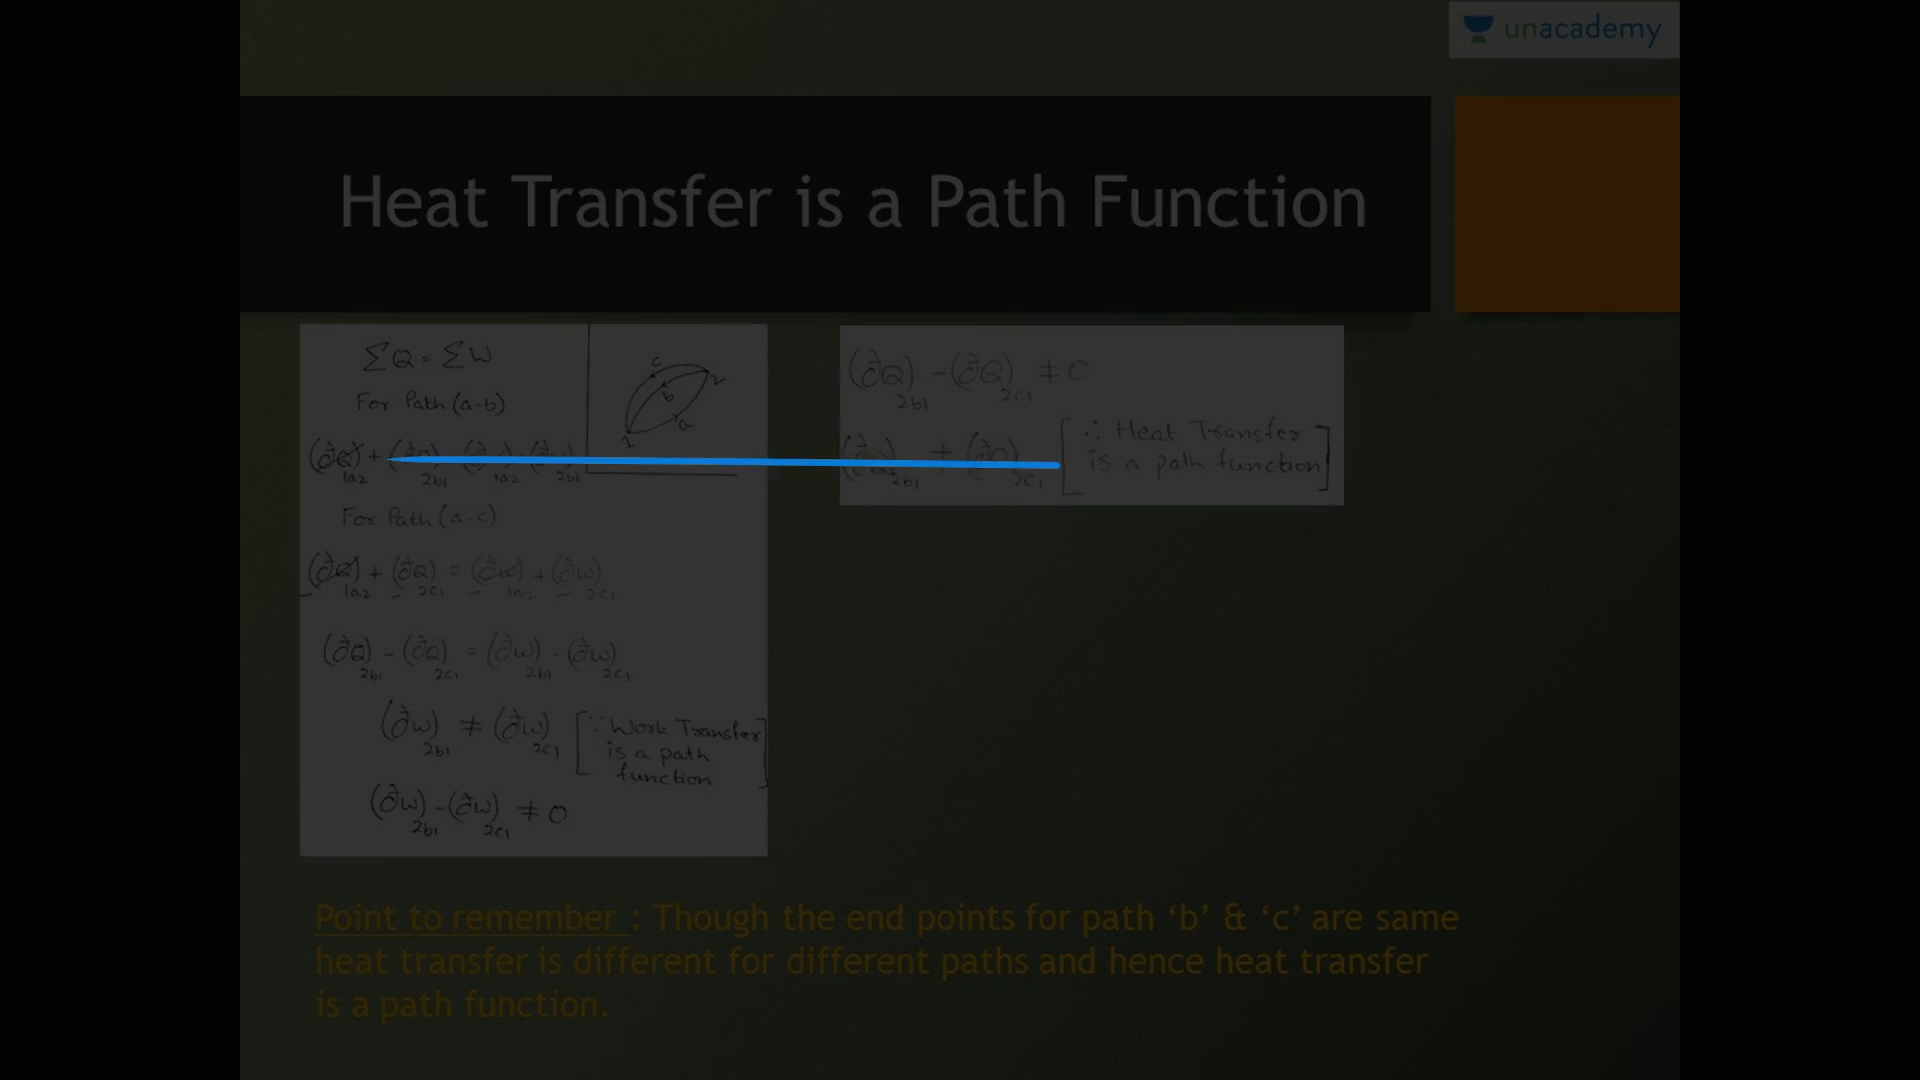 unacademy
Heat Transfer is a Path Function
ΣQ = ΣW
For Path (a-b)
(∂Q)1a2 +
For Path (a-c)
(∂Q)1a2 + (∂Q)2c1 = (∂W)1a2 + (∂W)2c1
(∂Q)2b1 - (∂Q)2c1 = (∂W)2b1 - (∂W)2c1
(∂W)2b1 ≠ (∂W)2c1 [∵ Work Transfer
is a path
function]
(∂W)2b1 - (∂W)2c1 ≠ 0
c
2
b
a
1
(∂Q)2b1 - (∂Q)2c1 ≠ 0
[∴ Heat Transfer
is a path function]
Point to remember : Though the end points for path ‘b’ & ‘c’ are same
heat transfer is different for different paths and hence heat transfer
is a path function.